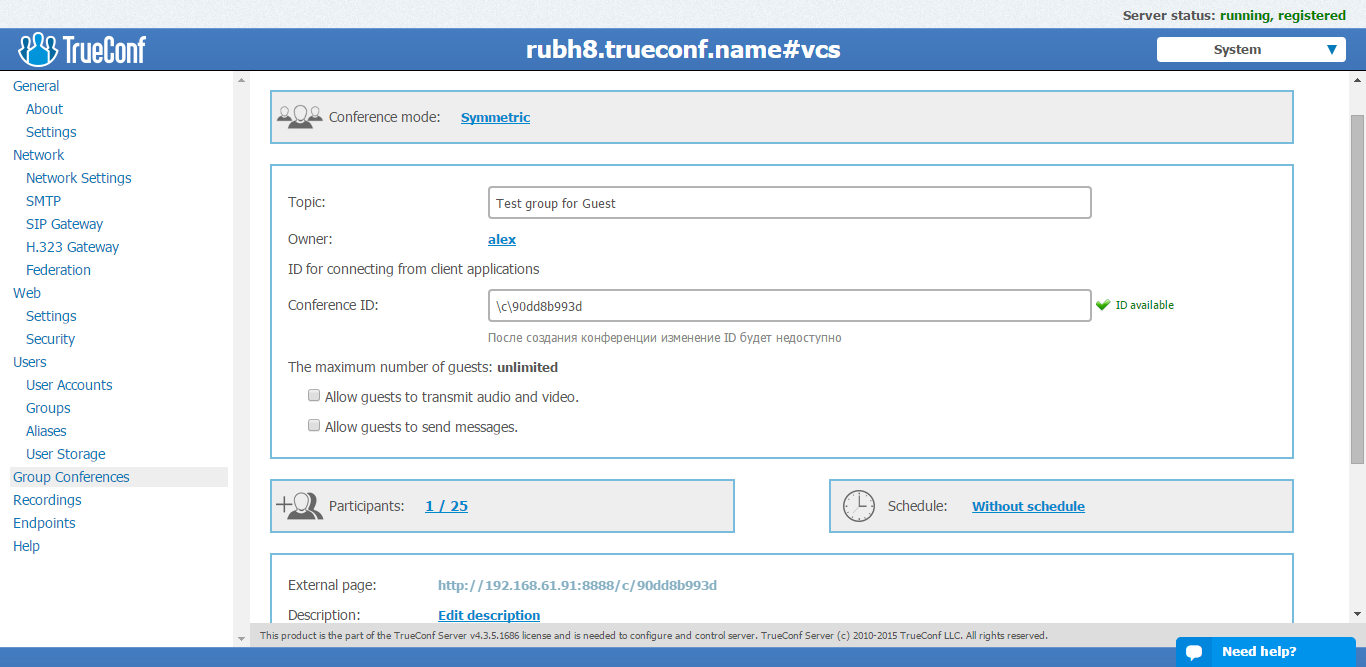 Server status: running, registered
TrueConf
rubh8.trueconf.name#vcs
System
General
About
Settings
Network
Network Settings
SMTP
SIP Gateway
H.323 Gateway
Federation
Web
Settings
Security
Users
User Accounts
Groups
Aliases
User Storage
Group Conferences
Recordings
Endpoints
Help
Conference mode: Symmetric
Topic: Test group for Guest
Owner: alex
ID for connecting from client applications
Conference ID: \c\90dd8b993d ID available
После создания конференции изменение ID будет недоступно
The maximum number of guests: unlimited
Allow guests to transmit audio and video.
Allow guests to send messages.
Participants: 1 / 25
Schedule: Without schedule
External page: http://192.168.61.91:8888/c/90dd8b993d
Description: Edit description
This product is the part of the TrueConf Server v4.3.5.1686 license and is needed to configure and control server. TrueConf Server (c) 2010-2015 TrueConf LLC. All rights reserved.
Need help?